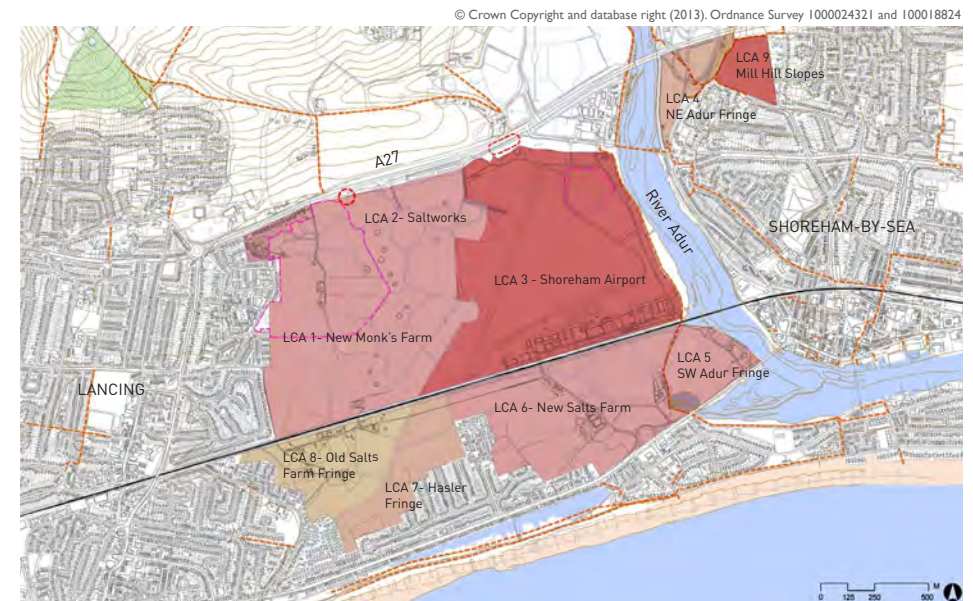 © Crown Copyright and database right (2013). Ordnance Survey 1000024321 and 100018824
LCA 9
Mill Hill Slopes
LCA 4
NE Adur Fringe
A27
LCA 2- Saltworks
River Adur
SHOREHAM-BY-SEA
LCA 3 - Shoreham Airport
LCA 1- New Monk's Farm
LCA 5
SW Adur Fringe
LANCING
LCA 6- New Salts Farm
LCA 8- Old Salts
Farm Fringe
LCA 7- Hasler
Fringe
M
0 125 250 500